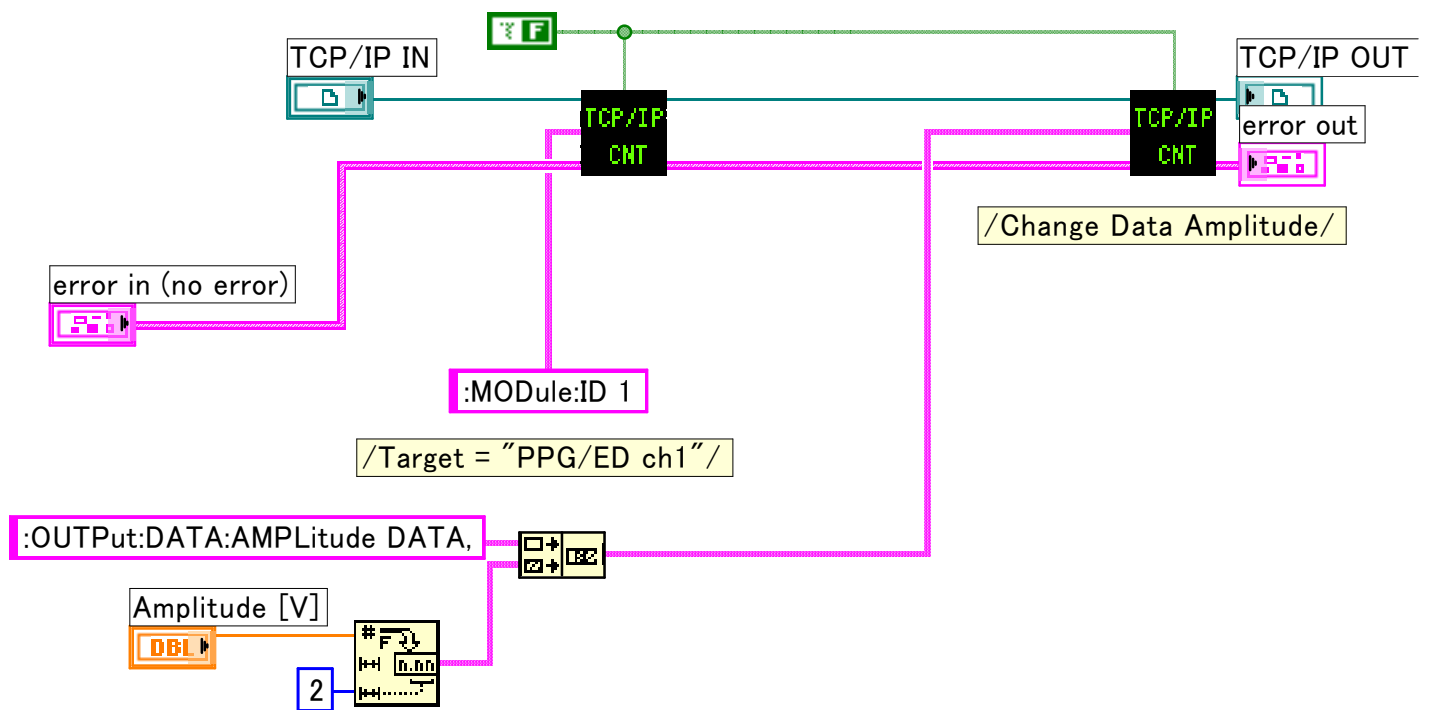 TCP/IP IN
F
TCP/IP OUT
TCP/IP
CNT
TCP/IP
CNT
error out
/Change Data Amplitude/
error in (no error)
:MODule:ID 1
/Target = "PPG/ED ch1"/
:OUTPut:DATA:AMPLitude DATA,
Amplitude [V]
DBL
#
F
n.nn
2